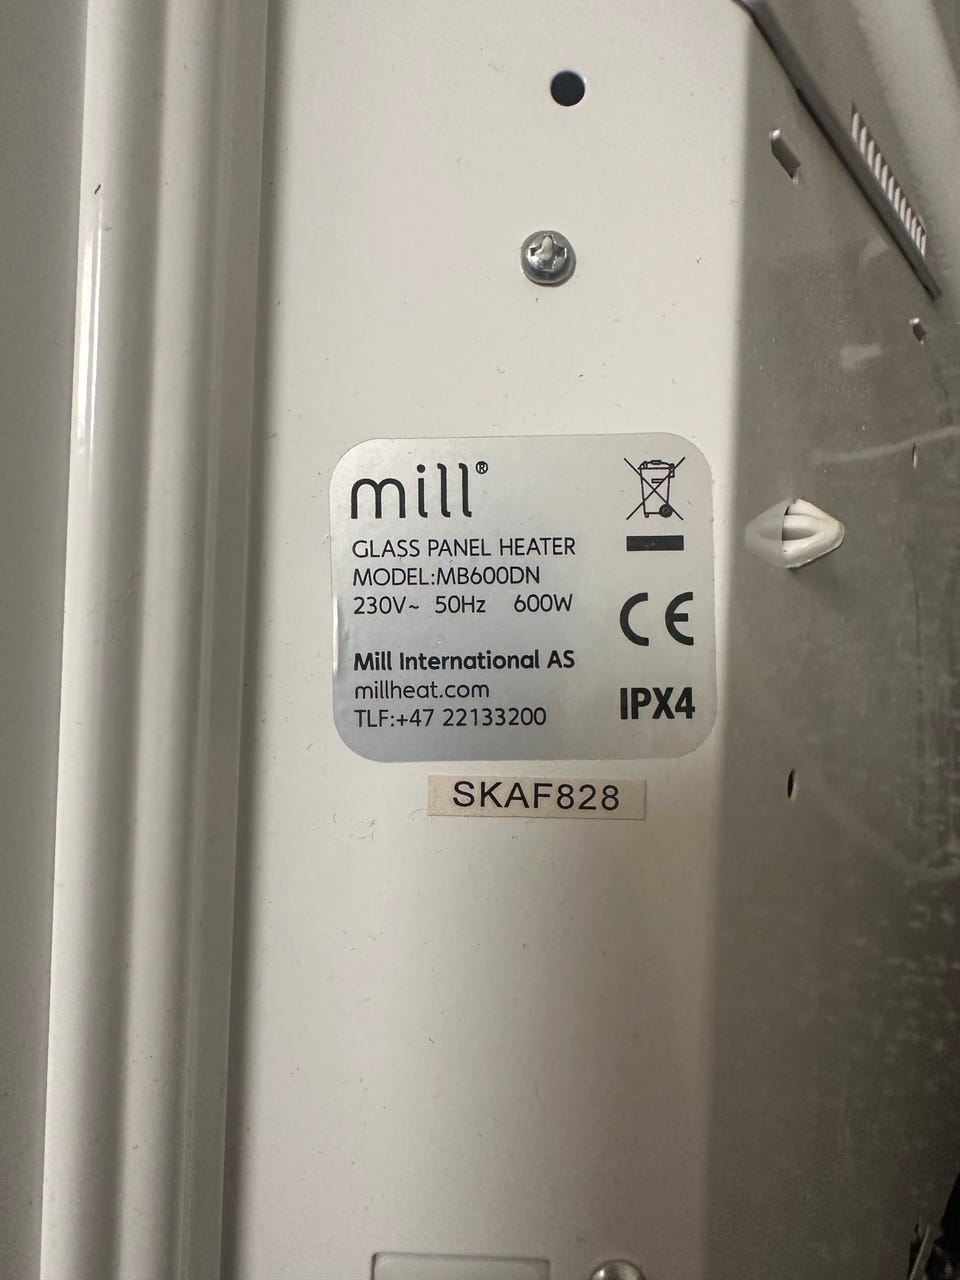 mill®
GLASS PANEL HEATER
MODEL:MB600DN
230V~ 50Hz 600W
Mill International AS
millheat.com
TLF:+47 22133200
CE
IPX4
SKAF828